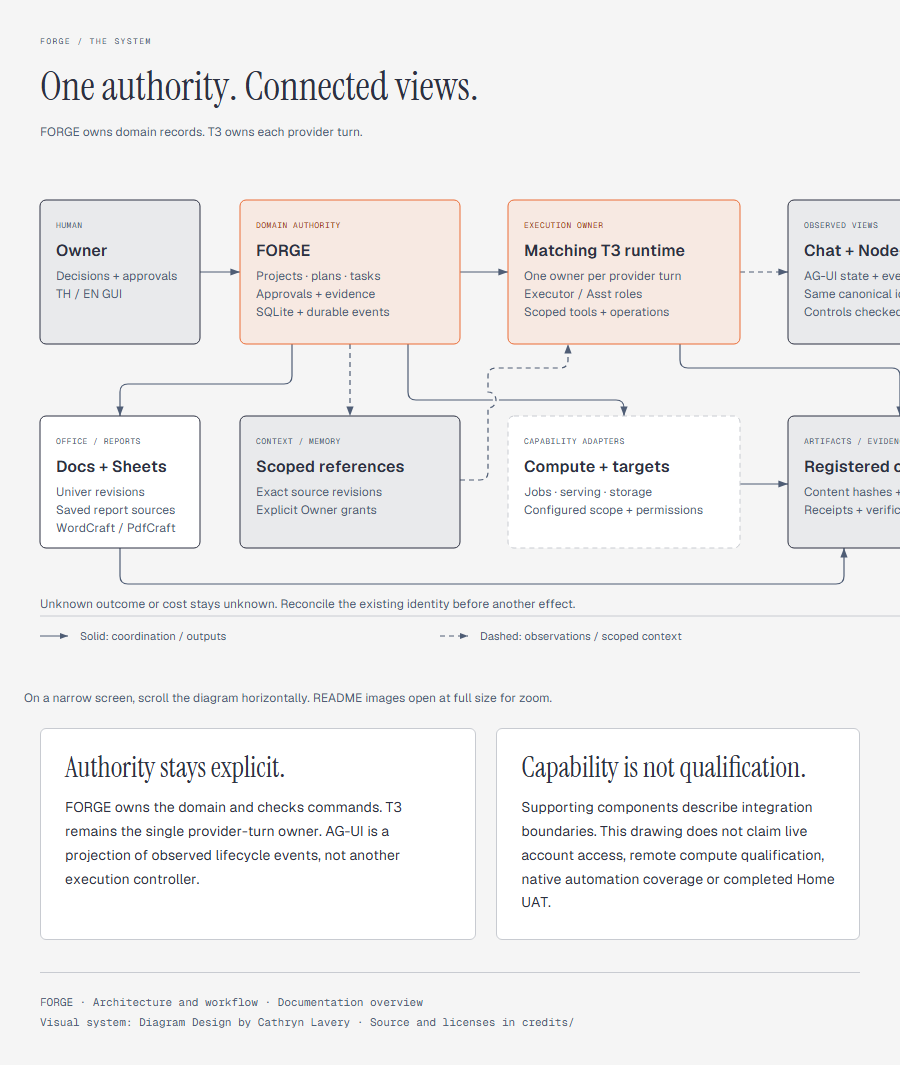 FORGE / THE SYSTEM
One authority. Connected views.
FORGE owns domain records. T3 owns each provider turn.
HUMAN
Owner
Decisions + approvals
TH / EN GUI
DOMAIN AUTHORITY
FORGE
Projects · plans · tasks
Approvals + evidence
SQLite + durable events
EXECUTION OWNER
Matching T3 runtime
One owner per provider turn
Executor / Asst roles
Scoped tools + operations
OBSERVED VIEWS
Chat + Node
AG-UI state + eve
Same canonical i
Controls checked
OFFICE / REPORTS
Docs + Sheets
Univer revisions
Saved report sources
WordCraft / PdfCraft
CONTEXT / MEMORY
Scoped references
Exact source revisions
Explicit Owner grants
CAPABILITY ADAPTERS
Compute + targets
Jobs · serving · storage
Configured scope + permissions
ARTIFACTS / EVIDEN
Registered
Content hashes +
Receipts + verific
Unknown outcome or cost stays unknown. Reconcile the existing identity before another effect.
Solid: coordination / outputs
Dashed: observations / scoped context
On a narrow screen, scroll the diagram horizontally. README images open at full size for zoom.
Authority stays explicit.
FORGE owns the domain and checks commands. T3
remains the single provider-turn owner. AG-UI is a
projection of observed lifecycle events, not another
execution controller.
Capability is not qualification.
Supporting components describe integration
boundaries. This drawing does not claim live
account access, remote compute qualification,
native automation coverage or completed Home
UAT.
FORGE · Architecture and workflow · Documentation overview
Visual system: Diagram Design by Cathryn Lavery · Source and licenses in credits/